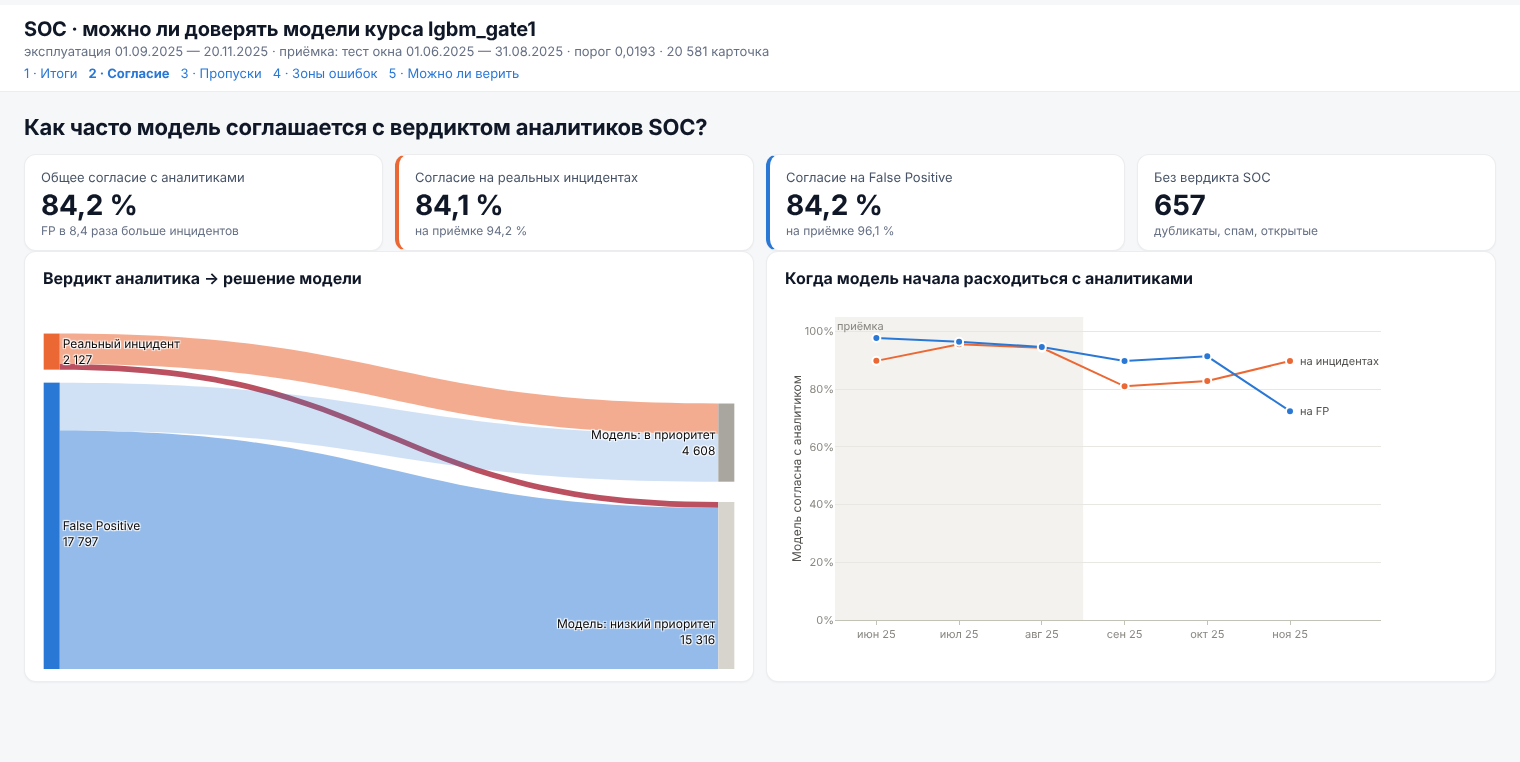 SOC · можно ли доверять модели курса lgbm_gate1
эксплуатация 01.09.2025 — 20.11.2025 · приёмка: тест окна 01.06.2025 — 31.08.2025 · порог 0,0193 · 20 581 карточка
1 · Итоги 2 · Согласие 3 · Пропуски 4 · Зоны ошибок 5 · Можно ли верить
Как часто модель соглашается с вердиктом аналитиков SOC?
Общее согласие с аналитиками
84,2 %
FP в 8,4 раза больше инцидентов
Согласие на реальных инцидентах
84,1 %
на приёмке 94,2 %
Согласие на False Positive
84,2 %
на приёмке 96,1 %
Без вердикта SOC
657
дубликаты, спам, открытые
Вердикт аналитика → решение модели
Реальный инцидент
2 127
False Positive
17 797
Модель: в приоритет
4 608
Модель: низкий приоритет
15 316
Когда модель начала расходиться с аналитиками
Модель согласна с аналитиком
100%
80%
60%
40%
20%
0%
приёмка
на инцидентах
на FP
июн 25
июл 25
авг 25
сен 25
окт 25
ноя 25